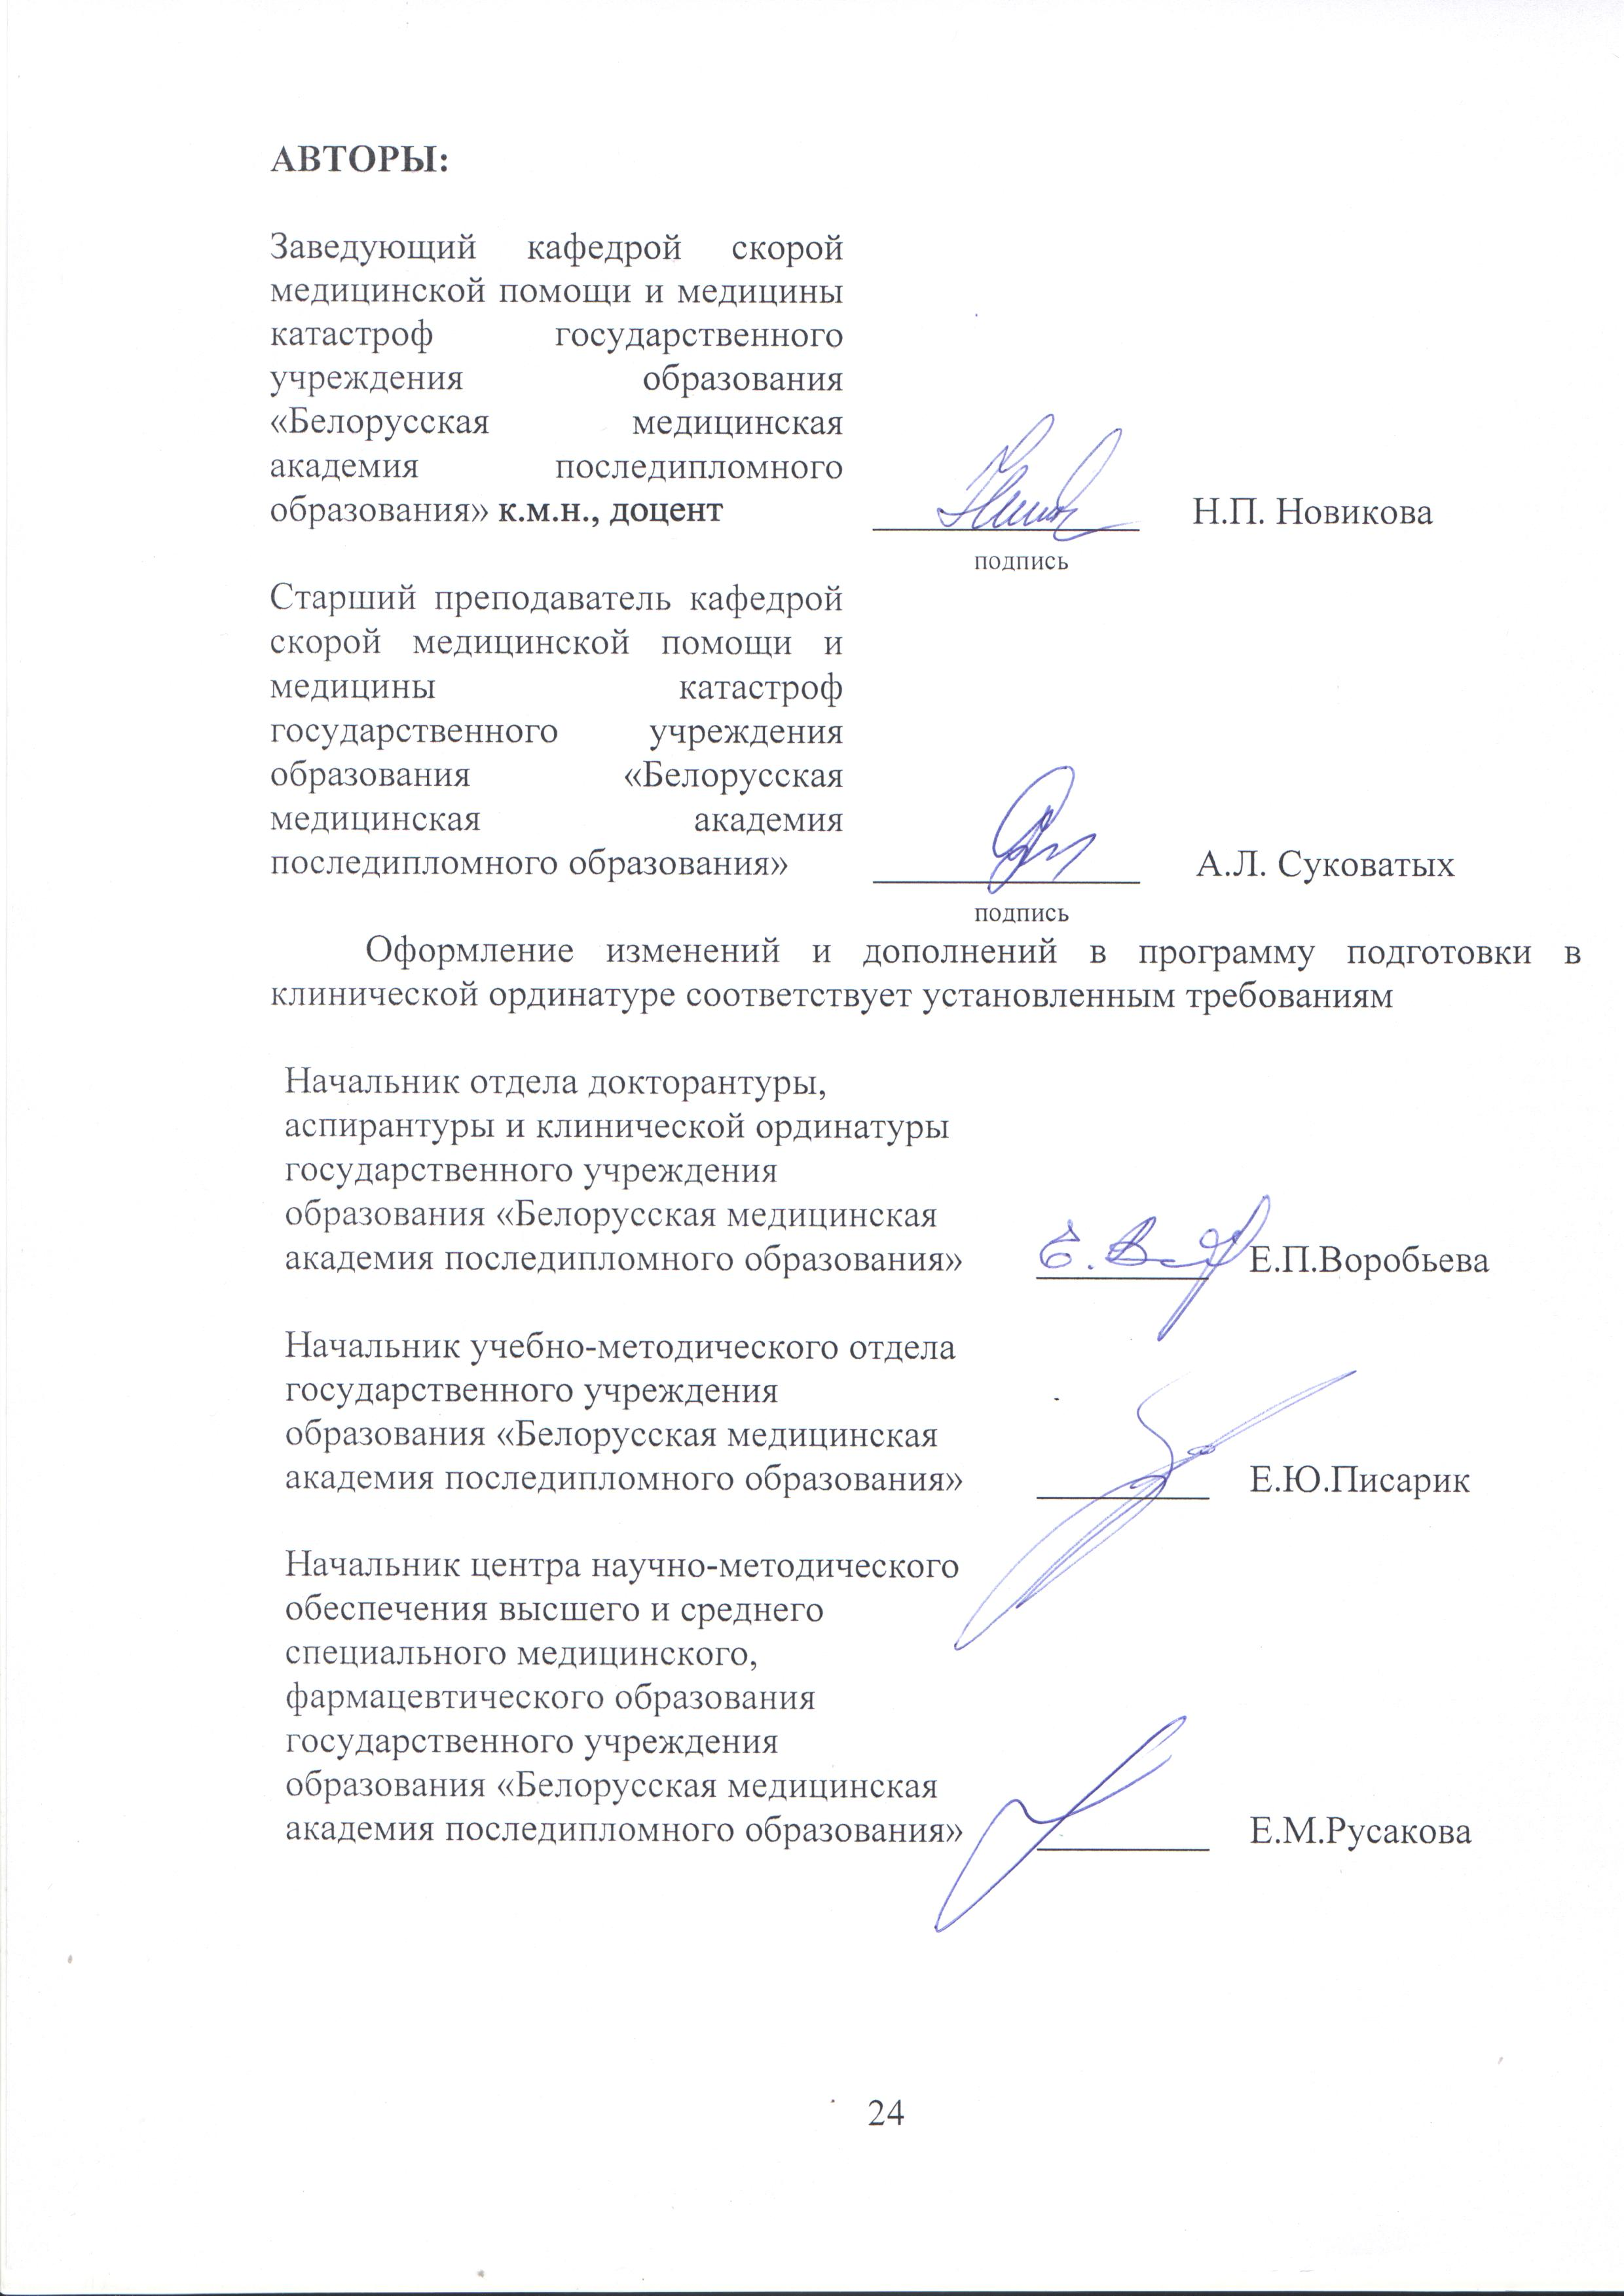 АВТОРЫ:
Заведующий кафедрой скорой
медицинской помощи и медицины
катастроф государственного
учреждения образования
«Белорусская медицинская
академия последипломного
образования» к.м.н., доцент Н.П. Новикова
подпись
Старший преподаватель кафедрой
скорой медицинской помощи и
медицины катастроф
государственного учреждения
образования «Белорусская
медицинская академия
последипломного образования» А.Л. Суковатых
подпись
Оформление изменений и дополнений в программу подготовки в
клинической ординатуре соответствует установленным требованиям
Начальник отдела докторантуры,
аспирантуры и клинической ординатуры
государственного учреждения
образования «Белорусская медицинская
академия последипломного образования» Е.П.Воробьева
Начальник учебно-методического отдела
государственного учреждения
образования «Белорусская медицинская
академия последипломного образования» Е.Ю.Писарик
Начальник центра научно-методического
обеспечения высшего и среднего
специального медицинского,
фармацевтического образования
государственного учреждения
образования «Белорусская медицинская
академия последипломного образования» Е.М.Русакова
24